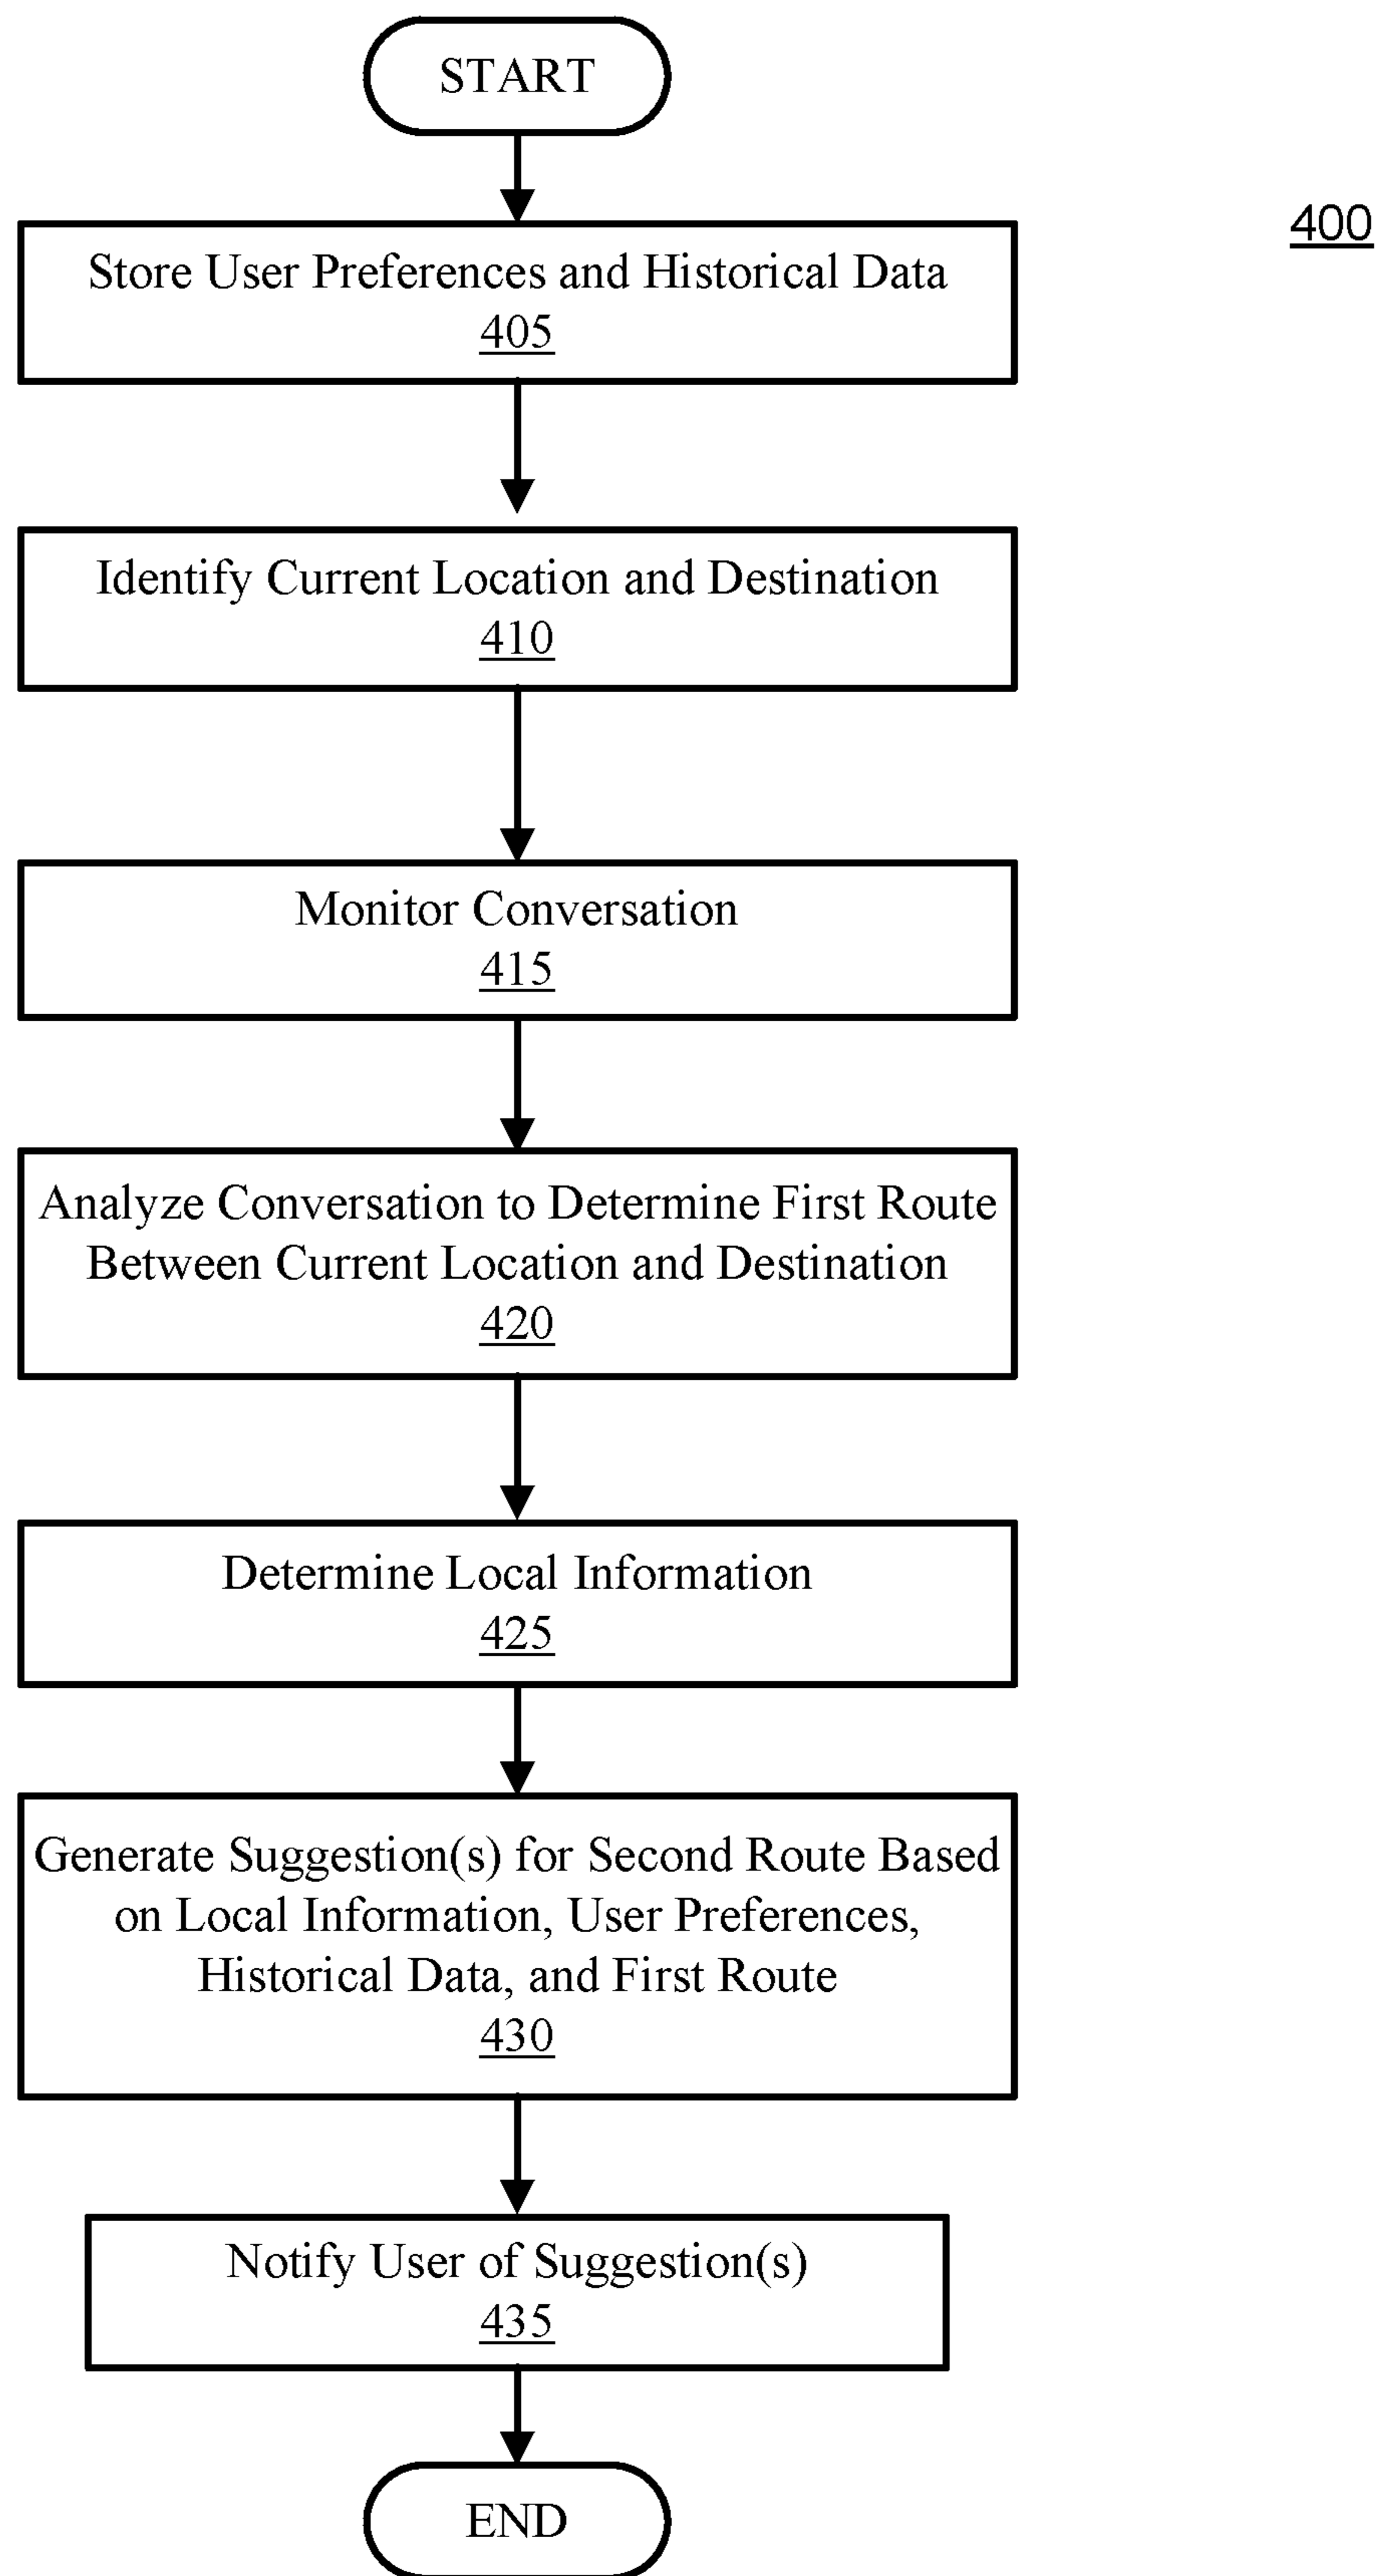 START
400
Store User Preferences and Historical Data
405
Identify Current Location and Destination
410
Monitor Conversation
415
Analyze Conversation to Determine First Route
Between Current Location and Destination
420
Determine Local Information
425
Generate Suggestion(s) for Second Route Based
on Local Information, User Preferences,
Historical Data, and First Route
430
Notify User of Suggestion(s)
435
END